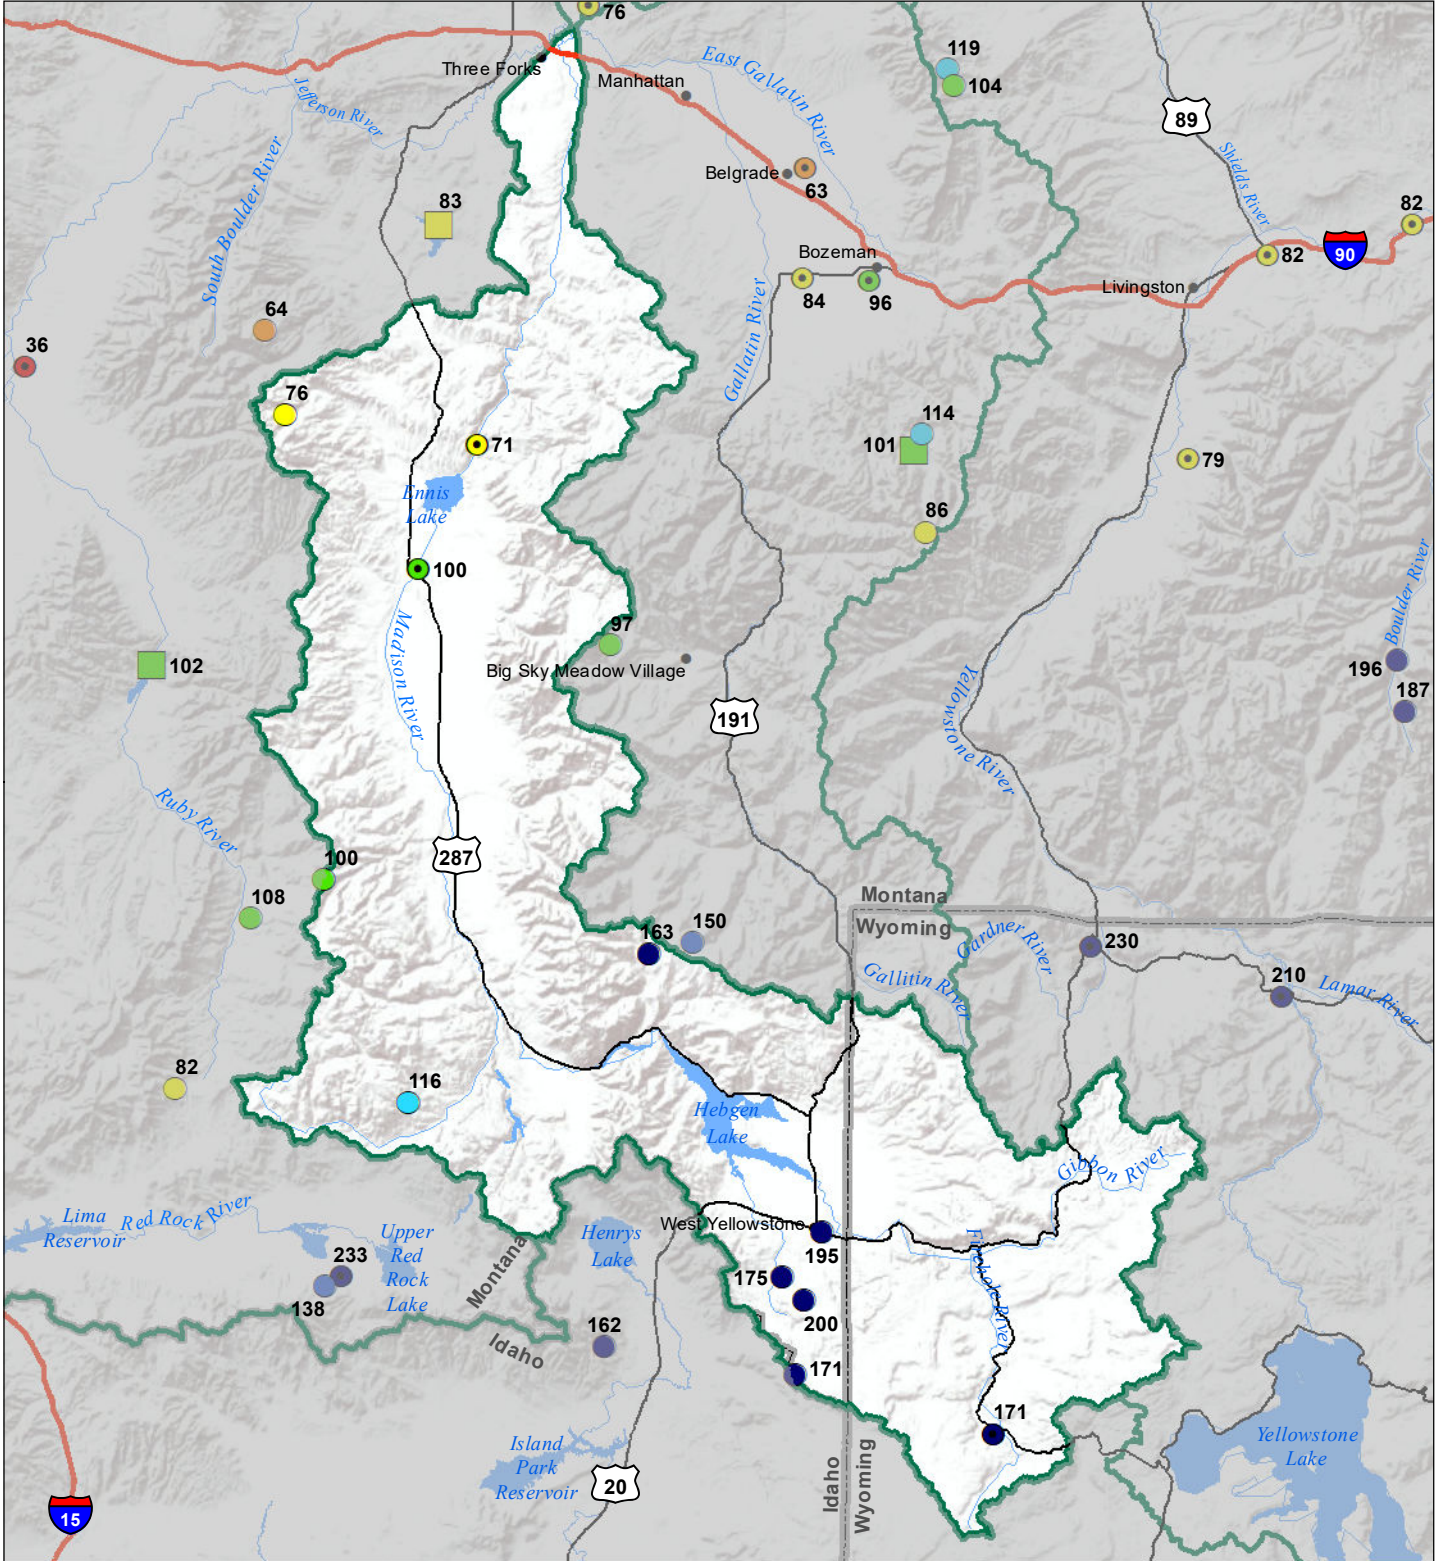 76
Three Forks
Manhattan
East Gallatin River
119
104
Jefferson River
89
South Boulder River
Belgrade
63
Shields River
83
82
Bozeman
82
90
84
96
Livingston
Gallatin River
64
36
76
71
114
101
79
Ennis
Lake
86
100
Boulder River
Madison River
97
102
Big Sky Meadow Village
196
187
191
Yellowstone River
Ruby River
287
100
108
Montana
Wyoming
163
150
Gardner River
230
Gallitin River
210
Lamar River
82
116
Hebgen
Lake
Gibbon River
Lima
Reservoir
Red Rock River
Upper
Red
Rock
Lake
Henrys
Lake
West Yellowstone
195
Firehole River
233
138
Montana
Idaho
175
200
162
171
171
Island
Park
Reservoir
20
Idaho
Wyoming
Yellowstone
Lake
15